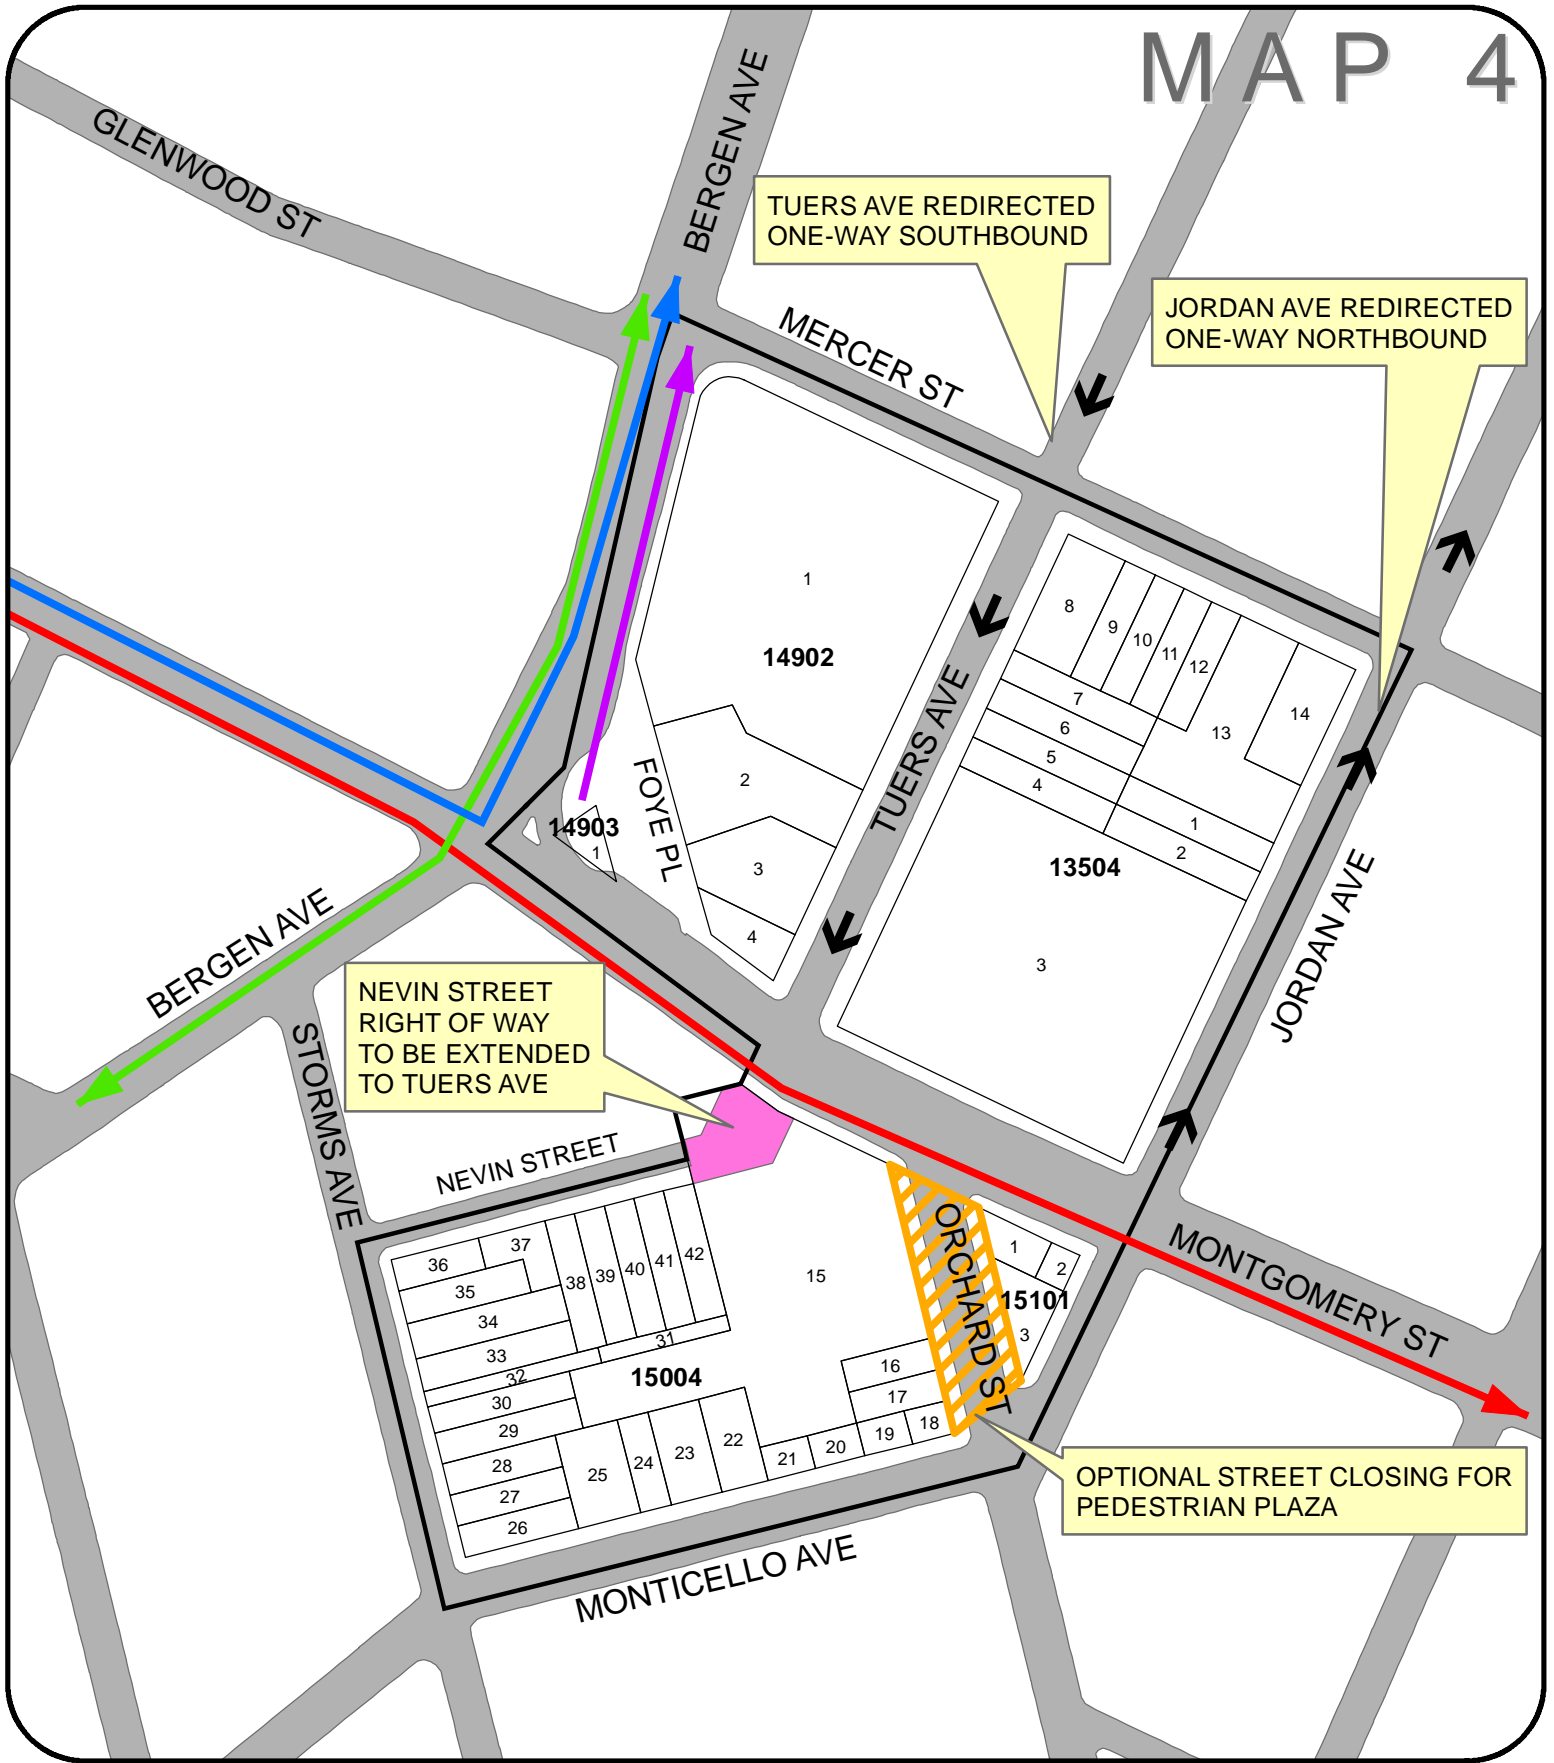 MAP 4
GLENWOOD ST
BERGEN AVE
TUERS AVE REDIRECTED
ONE-WAY SOUTHBOUND
JORDAN AVE REDIRECTED
ONE-WAY NORTHBOUND
MERCER ST
1
14902
2
3
4
FOYE PL
14903
1
TUERS AVE
8
9
10
11
12
7
6
5
4
13
14
1
2
13504
3
JORDAN AVE
BERGEN AVE
STORMS AVE
NEVIN STREET
RIGHT OF WAY
TO BE EXTENDED
TO TUERS AVE
NEVIN STREET
36
37
35
34
33
32
31
30
29
28
27
26
38
39
40
41
42
15
15004
25
24
23
22
21
20
19
18
17
16
ORCHARD ST
1
2
15101
3
MONTGOMERY ST
OPTIONAL STREET CLOSING FOR
PEDESTRIAN PLAZA
MONTICELLO AVE